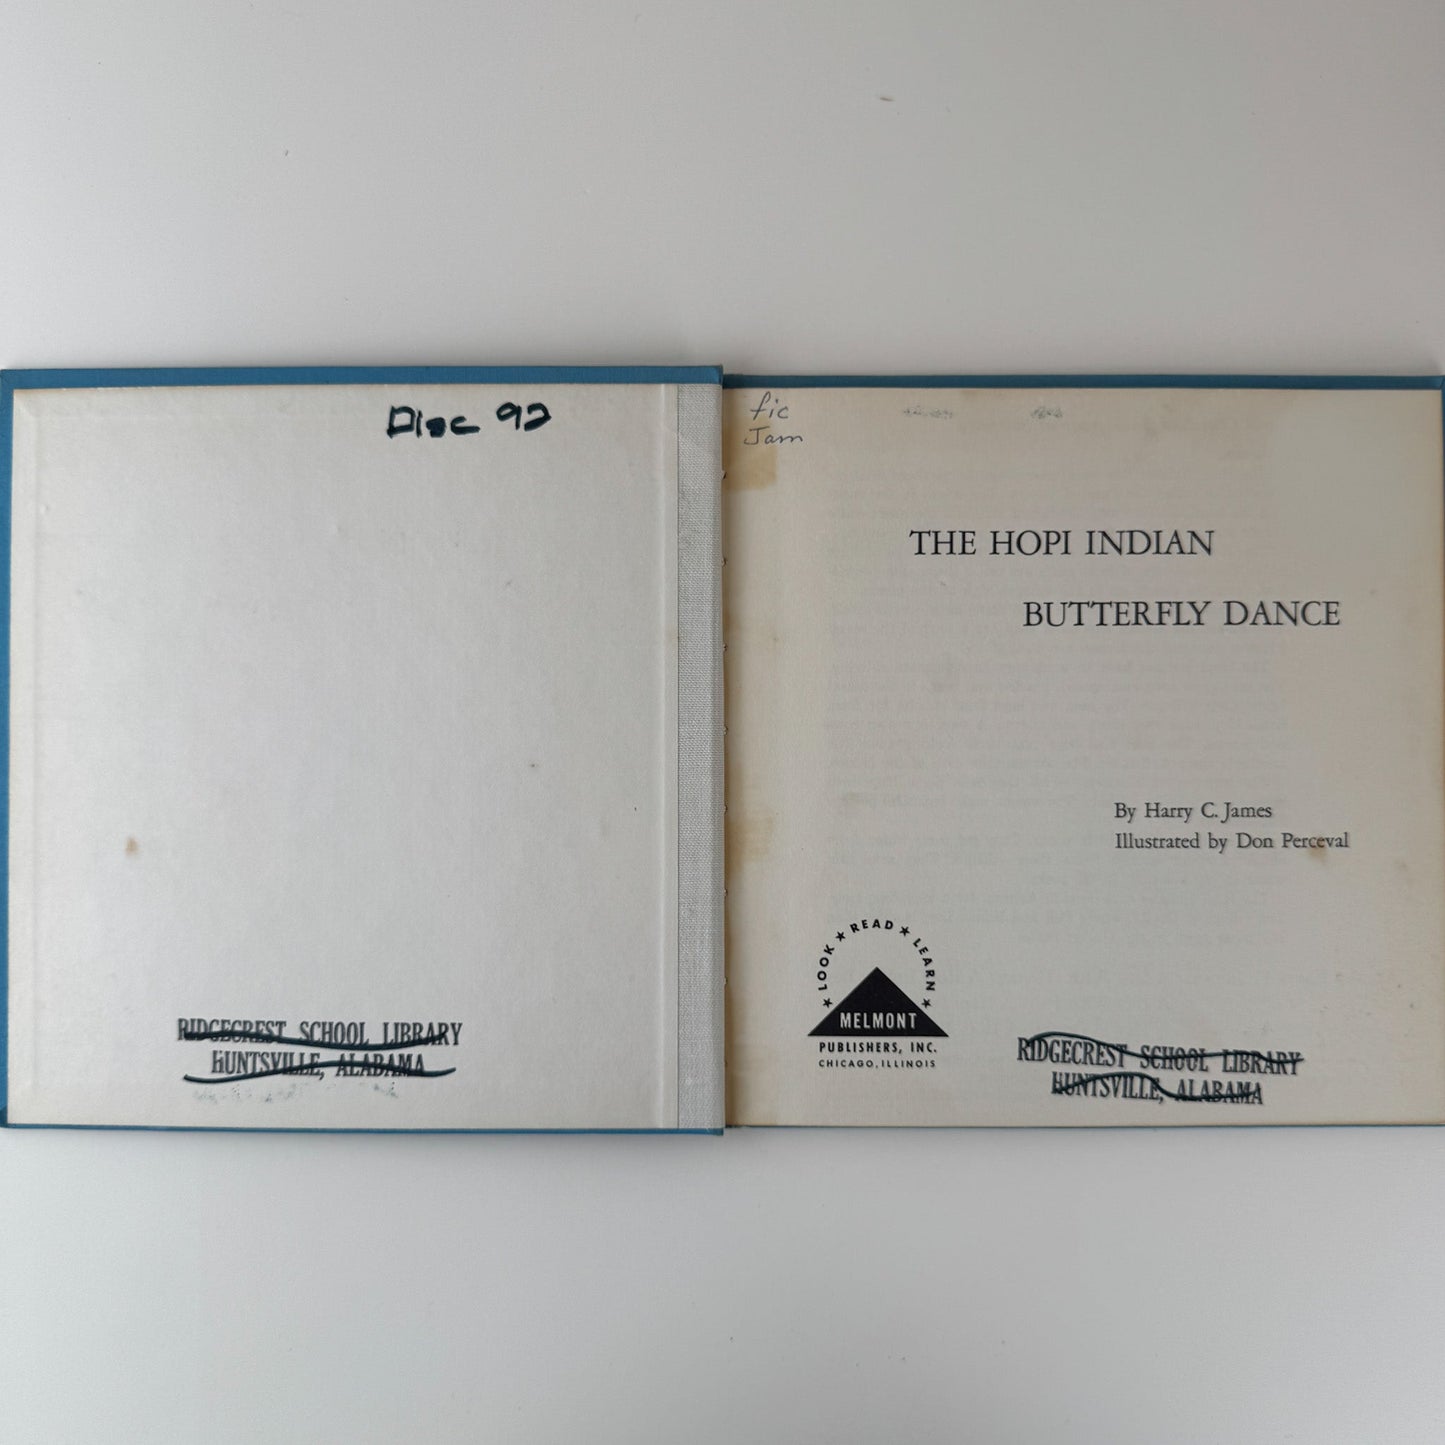 Disc 92
RIDGECREST SCHOOL LIBRARY
HUNTSVILLE, ALABAMA
fic
Jam
THE HOPI INDIAN
BUTTERFLY DANCE
By Harry C. James
Illustrated by Don Perceval
★ LOOK ★ READ ★ LEARN ★
MELMONT
PUBLISHERS, INC.
CHICAGO, ILLINOIS
RIDGECREST SCHOOL LIBRARY
HUNTSVILLE, ALABAMA